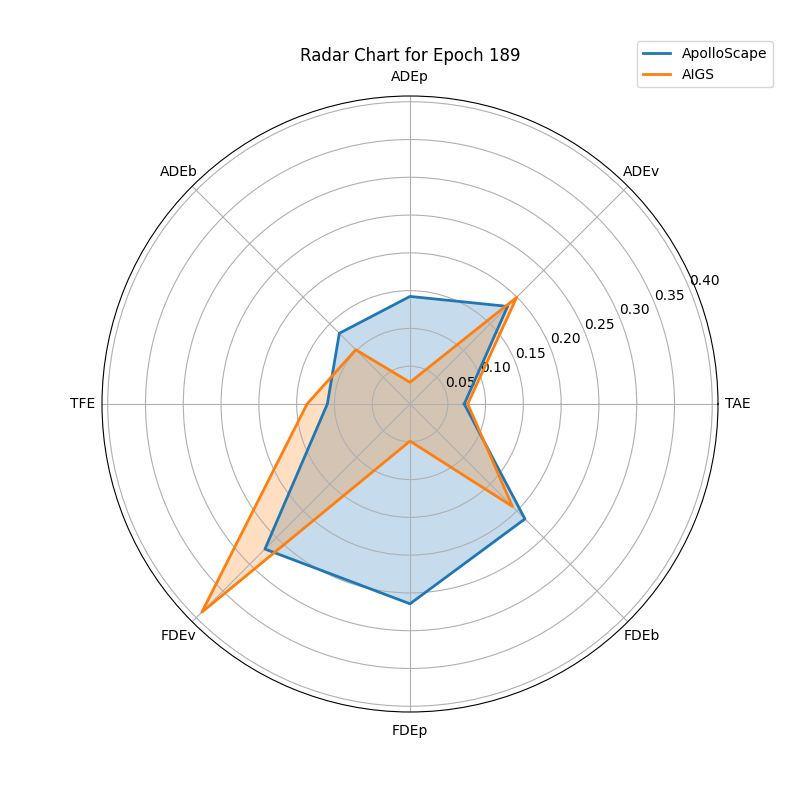 Radar Chart for Epoch 189
ApolloScape
AIGS
ADEp
ADEb
ADEv
0.40
0.35
0.30
0.25
0.20
0.15
0.10
0.05
TFE
TAE
FDEv
FDEb
FDEp